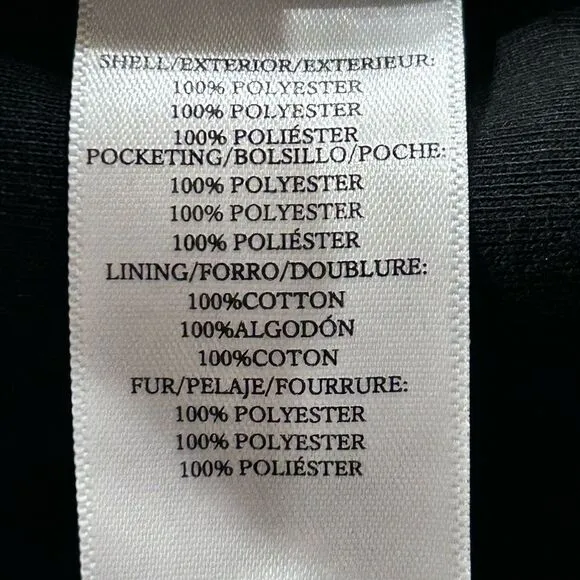 SHELL/EXTERIOR/EXTERIEUR:
100% POLYESTER
100% POLYESTER
100% POLIÉSTER
POCKETING/BOLSILLO/POCHE:
100% POLYESTER
100% POLYESTER
100% POLIÉSTER
LINING/FORRO/DOUBLURE:
100%COTTON
100%ALGODÓN
100%COTON
FUR/PELAJE/FOURRURE:
100% POLYESTER
100% POLYESTER
100% POLIÉSTER